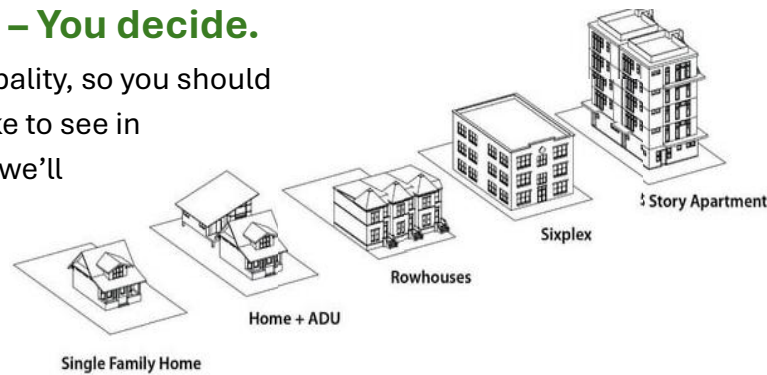 – You decide.
pality, so you should
ke to see in
we’ll
Story Apartment
Sixplex
Rowhouses
Home + ADU
Single Family Home